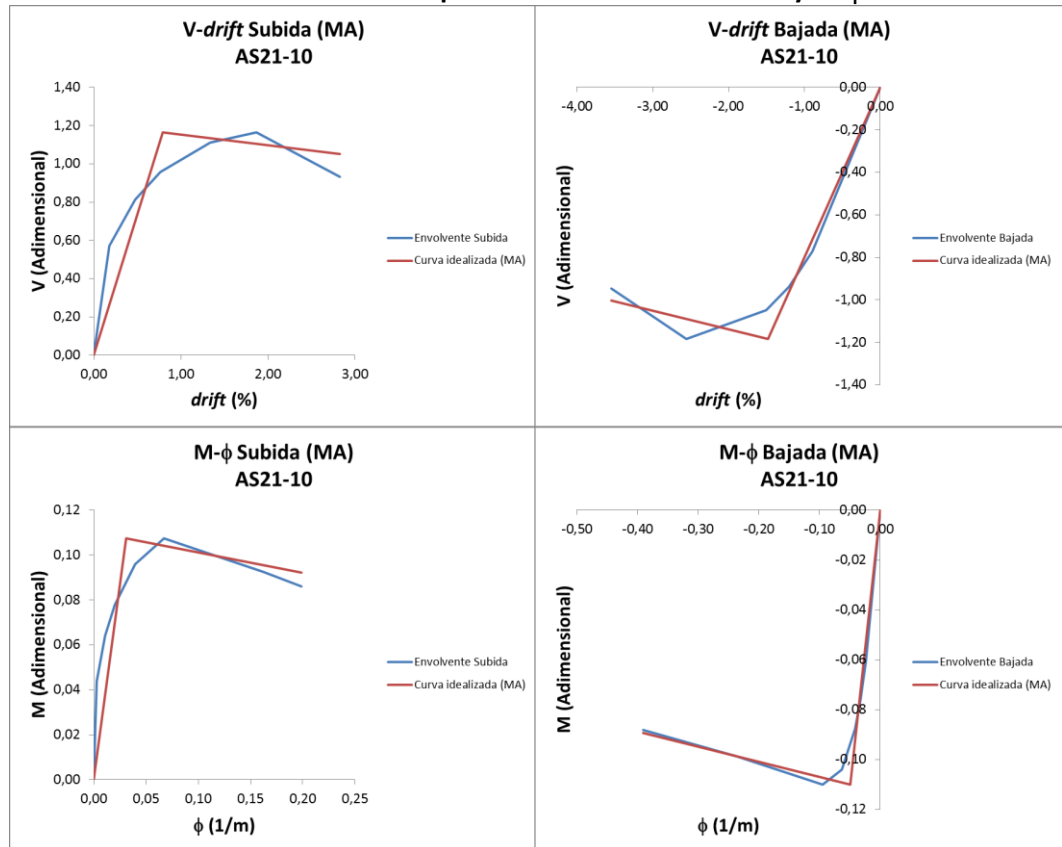 V-drift Subida (MA)
AS21-10
1,40
1,20
1,00
0,80
0,60
0,40
0,20
0,00
0,00 1,00 2,00 3,00
V (Adimensional)
drift (%)
Envolvente Subida
Curva idealizada (MA)
V-drift Bajada (MA)
AS21-10
-4,00 -3,00 -2,00 -1,00 0,00
0,00
-0,20
-0,40
-0,60
-0,80
-1,00
-1,20
-1,40
V (Adimensional)
drift (%)
Envolvente Bajada
Curva idealizada (MA)
M-ϕ Subida (MA)
AS21-10
0,12
0,10
0,08
0,06
0,04
0,02
0,00
0,00 0,05 0,10 0,15 0,20 0,25
M (Adimensional)
ϕ (1/m)
Envolvente Subida
Curva idealizada (MA)
M-ϕ Bajada (MA)
AS21-10
-0,50 -0,40 -0,30 -0,20 -0,10 0,00
0,00
-0,02
-0,04
-0,06
-0,08
-0,10
-0,12
M (Adimensional)
ϕ (1/m)
Envolvente Bajada
Curva idealizada (MA)